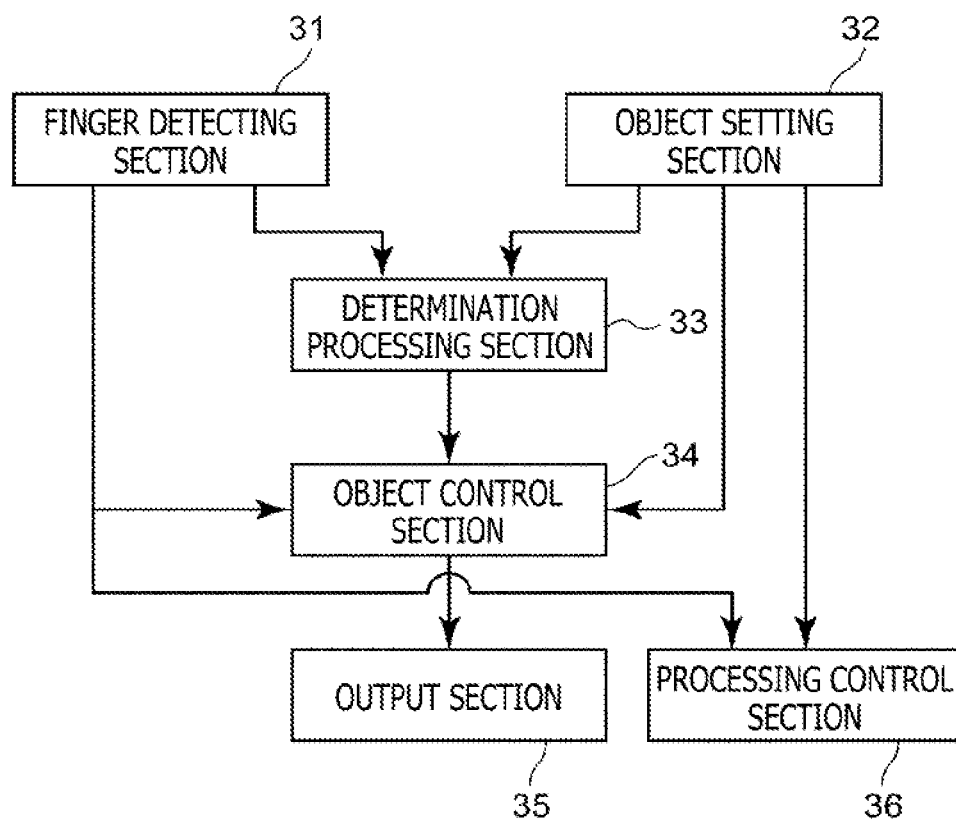 31
32
FINGER DETECTING
SECTION
OBJECT SETTING
SECTION
DETERMINATION
PROCESSING SECTION
33
34
OBJECT CONTROL
SECTION
OUTPUT SECTION
PROCESSING CONTROL
SECTION
35
36